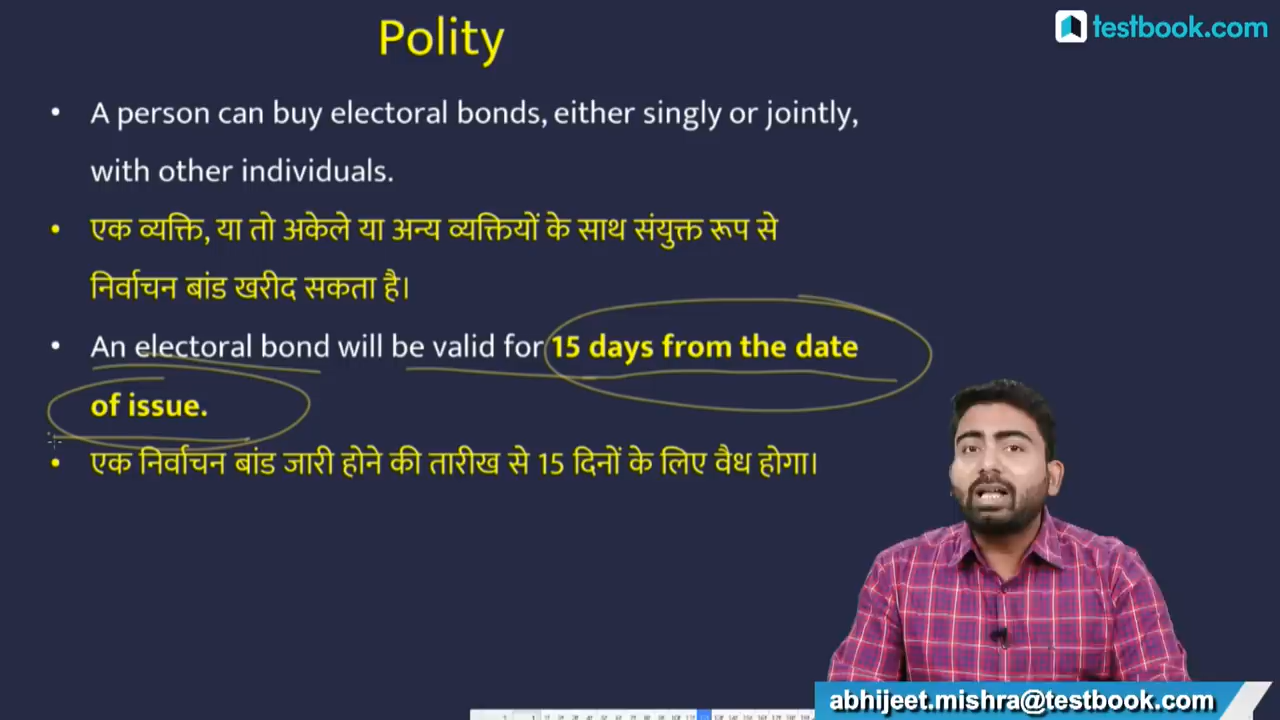 Polity
testbook.com
• A person can buy electoral bonds, either singly or jointly,
with other individuals.
• एक व्यक्ति, या तो अकेले या अन्य व्यक्तियों के साथ संयुक्त रूप से
निर्वाचन बांड खरीद सकता है।
• An electoral bond will be valid for 15 days from the date
of issue.
• एक निर्वाचन बांड जारी होने की तारीख से 15 दिनों के लिए वैध होगा।
abhijeet.mishra@testbook.com